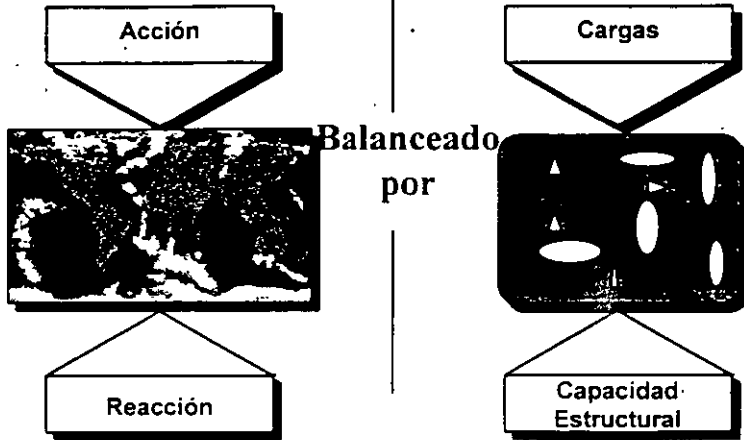 Acción
Cargas
Balanceado
por
Reacción
Capacidad
Estructural